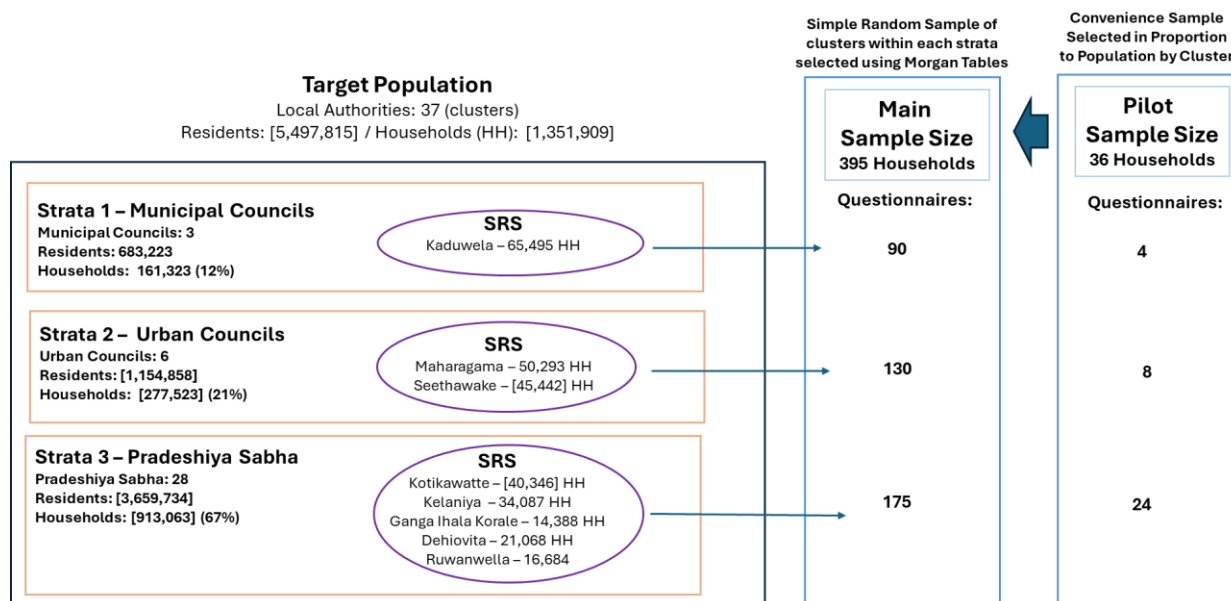 Target Population
Local Authorities: 37 (clusters)
Residents: [5,497,815] / Households (HH): [1,351,909]
Strata 1 – Municipal Councils
Municipal Councils: 3
Residents: 683,223
Households: 161,323 (12%)
SRS
Kaduwela – 65,495 HH
Strata 2 – Urban Councils
Urban Councils: 6
Residents: [1,154,858]
Households: [277,523] (21%)
SRS
Maharagama – 50,293 HH
Seethawake - [45,442] HH
Strata 3 – Pradeshiya Sabha
Pradeshiya Sabha: 28
Residents: [3,659,734]
Households: [913,063] (67%)
SRS
Kotikawatte – [40,346] HH
Kelaniya - 34,087 HH
Ganga Ihala Korale – 14,388 HH
Dehiovita – 21,068 HH
Ruwanwella – 16,684
Simple Random Sample of
clusters within each strata
selected using Morgan Tables
Main
Sample Size
395 Households
Questionnaires:
90
130
175
Convenience Sample
Selected in Proportion
to Population by Cluster
Pilot
Sample Size
36 Households
Questionnaires:
4
8
24